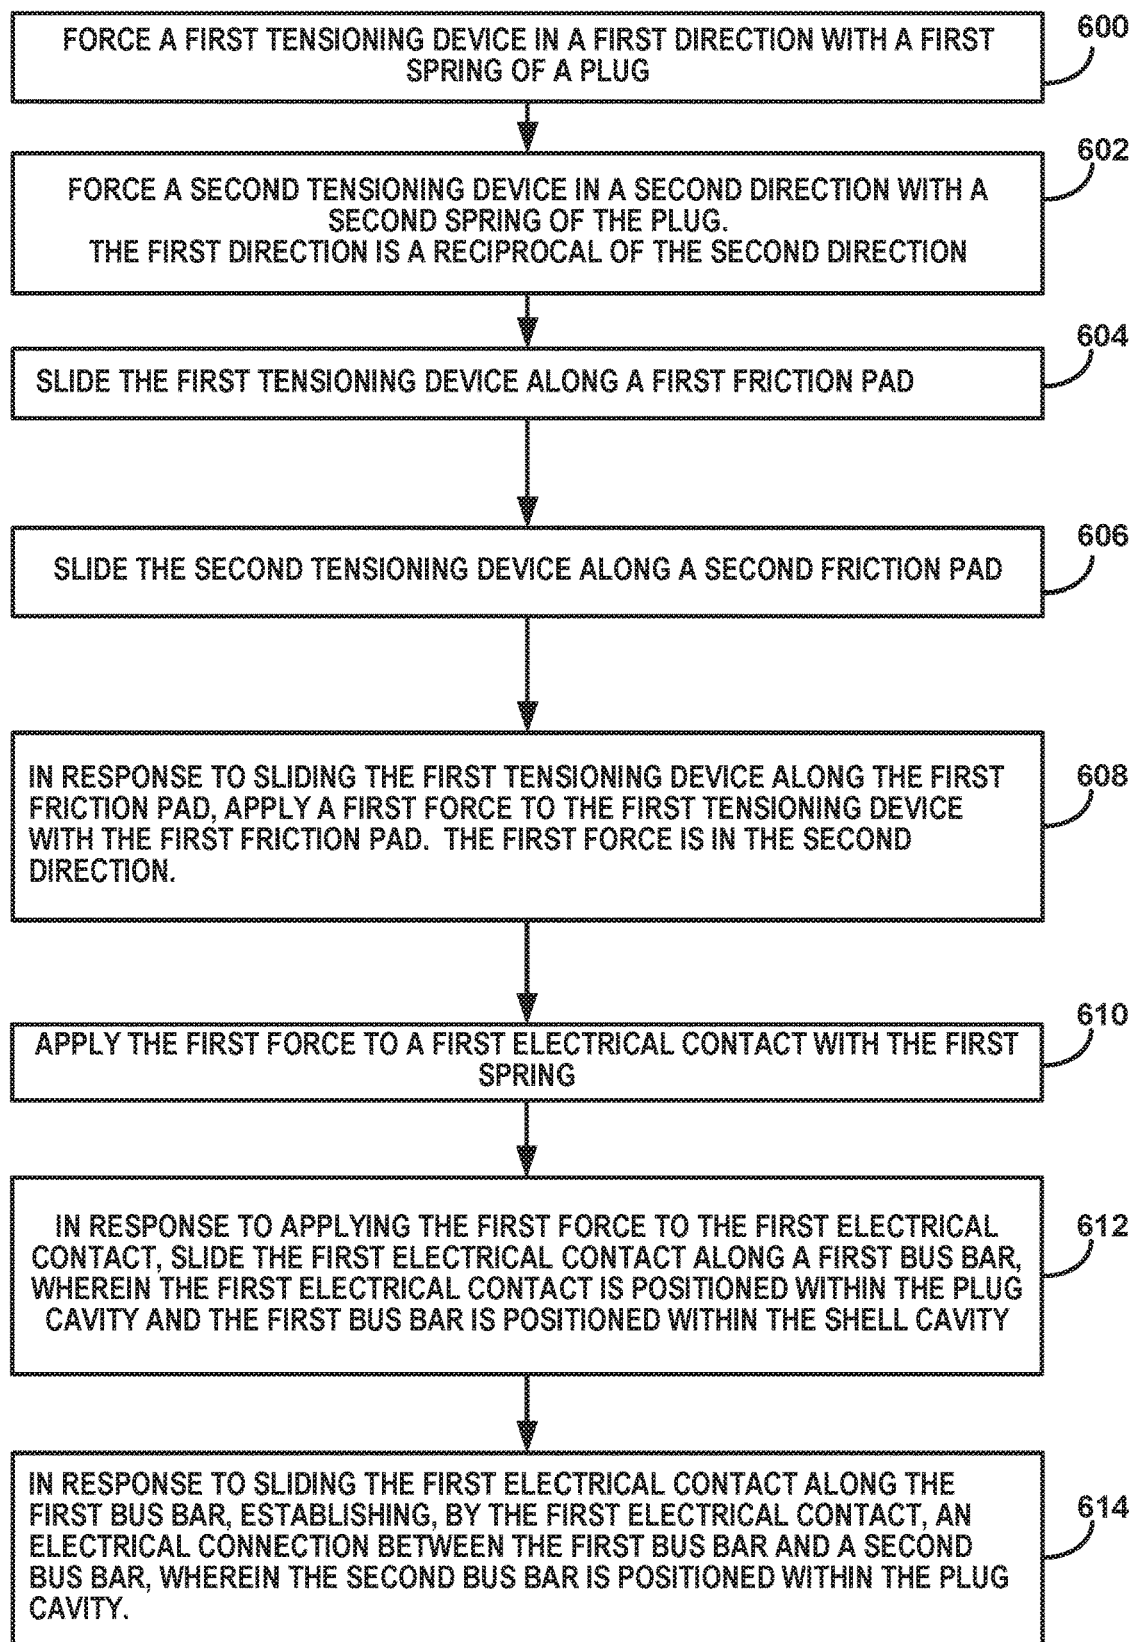 FORCE A FIRST TENSIONING DEVICE IN A FIRST DIRECTION WITH A FIRST
SPRING OF A PLUG
600
FORCE A SECOND TENSIONING DEVICE IN A SECOND DIRECTION WITH A
SECOND SPRING OF THE PLUG.
THE FIRST DIRECTION IS A RECIPROCAL OF THE SECOND DIRECTION
602
SLIDE THE FIRST TENSIONING DEVICE ALONG A FIRST FRICTION PAD
604
SLIDE THE SECOND TENSIONING DEVICE ALONG A SECOND FRICTION PAD
606
IN RESPONSE TO SLIDING THE FIRST TENSIONING DEVICE ALONG THE FIRST
FRICTION PAD, APPLY A FIRST FORCE TO THE FIRST TENSIONING DEVICE
WITH THE FIRST FRICTION PAD. THE FIRST FORCE IS IN THE SECOND
DIRECTION.
608
APPLY THE FIRST FORCE TO A FIRST ELECTRICAL CONTACT WITH THE FIRST
SPRING
610
IN RESPONSE TO APPLYING THE FIRST FORCE TO THE FIRST ELECTRICAL
CONTACT, SLIDE THE FIRST ELECTRICAL CONTACT ALONG A FIRST BUS BAR,
WHEREIN THE FIRST ELECTRICAL CONTACT IS POSITIONED WITHIN THE PLUG
CAVITY AND THE FIRST BUS BAR IS POSITIONED WITHIN THE SHELL CAVITY
612
IN RESPONSE TO SLIDING THE FIRST ELECTRICAL CONTACT ALONG THE
FIRST BUS BAR, ESTABLISHING, BY THE FIRST ELECTRICAL CONTACT, AN
ELECTRICAL CONNECTION BETWEEN THE FIRST BUS BAR AND A SECOND
BUS BAR, WHEREIN THE SECOND BUS BAR IS POSITIONED WITHIN THE PLUG
CAVITY.
614